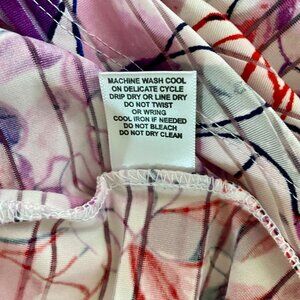 MACHINE WASH COOL
ON DELICATE CYCLE
DRIP DRY OR LINE DRY
DO NOT TWIST
OR WRING
COOL IRON IF NEEDED
DO NOT BLEACH
DO NOT DRY CLEAN